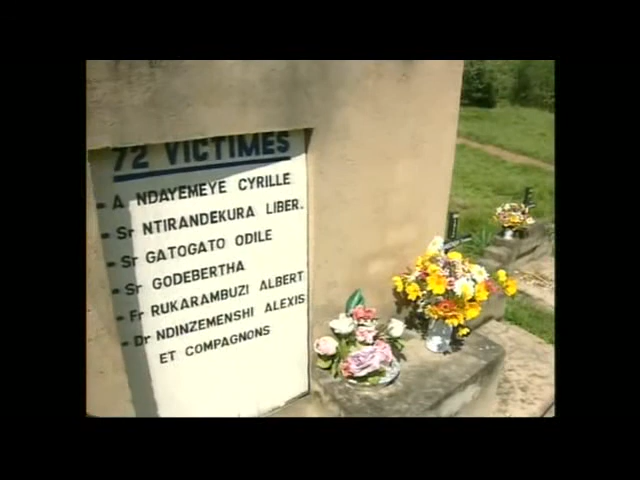 72 VICTIMES
- A NDAYEMEYE CYRILLE
- Sr NTIRANDEKURA LIBER.
- Sr GATOGATO ODILE
- Sr GODEBERTHA
- Fr RUKARAMBUZI ALBERT
- Dr NDINZEMENSHI ALEXIS
ET COMPAGNONS